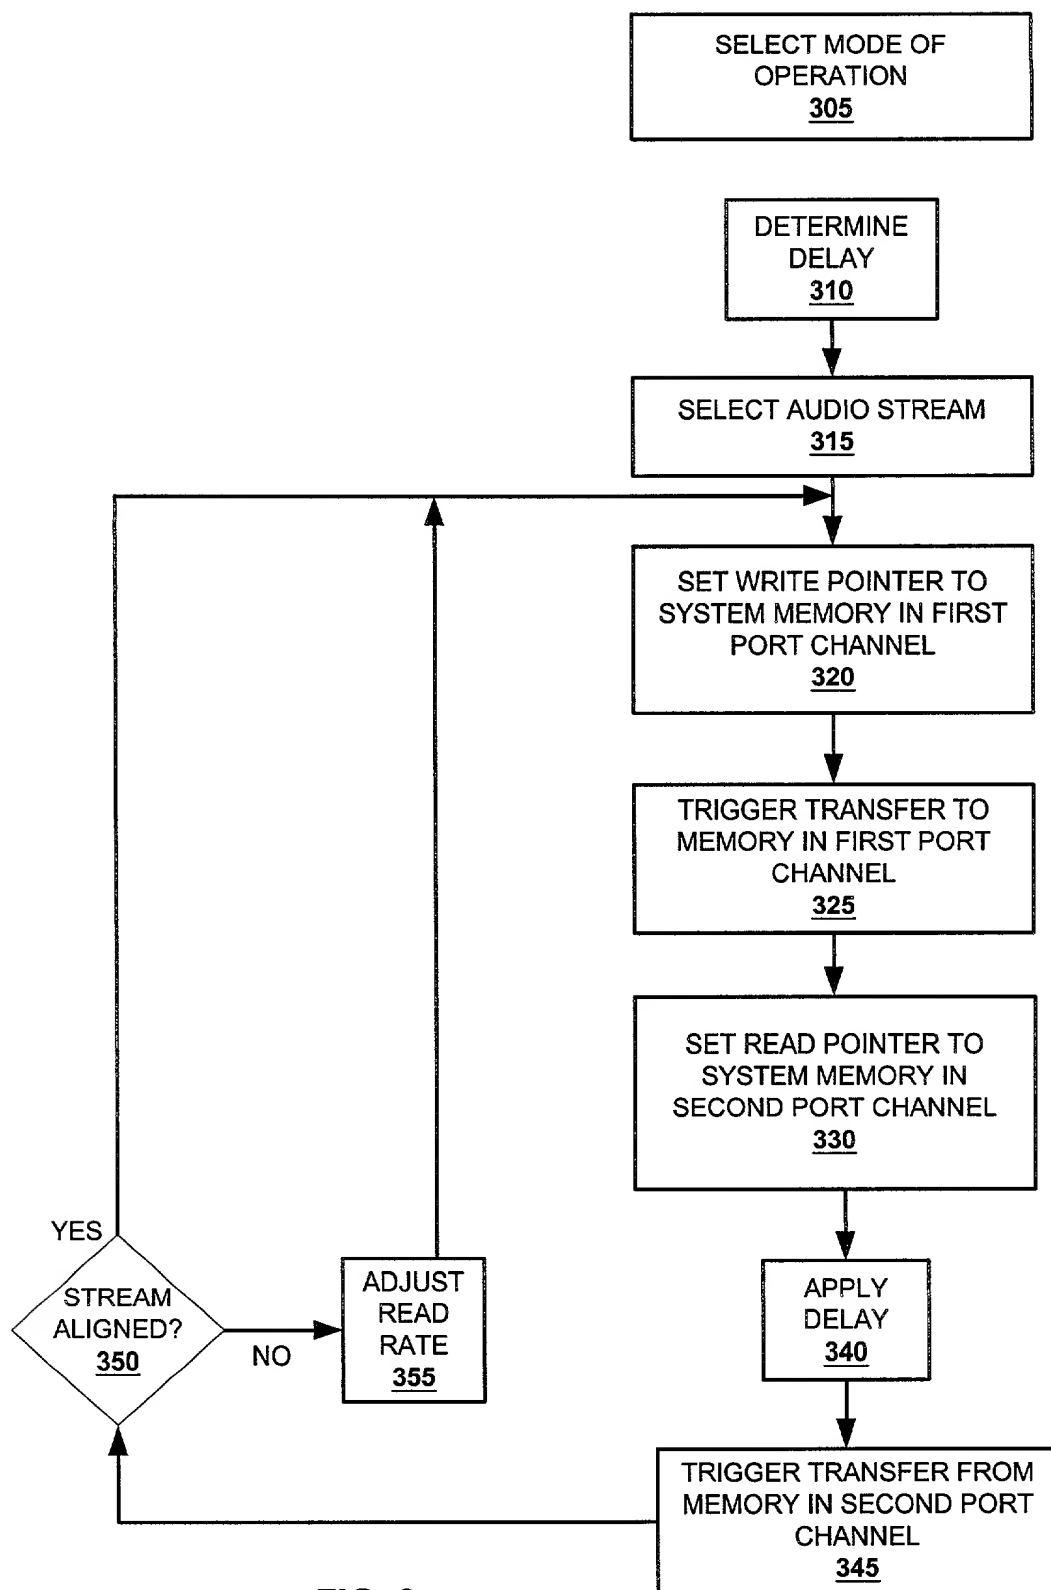 SELECT MODE OF
OPERATION
305
DETERMINE
DELAY
310
SELECT AUDIO STREAM
315
SET WRITE POINTER TO
SYSTEM MEMORY IN FIRST
PORT CHANNEL
320
TRIGGER TRANSFER TO
MEMORY IN FIRST PORT
CHANNEL
325
SET READ POINTER TO
SYSTEM MEMORY IN
SECOND PORT CHANNEL
330
APPLY
DELAY
340
TRIGGER TRANSFER FROM
MEMORY IN SECOND PORT
CHANNEL
345
YES
STREAM
ALIGNED?
350
NO
ADJUST
READ
RATE
355